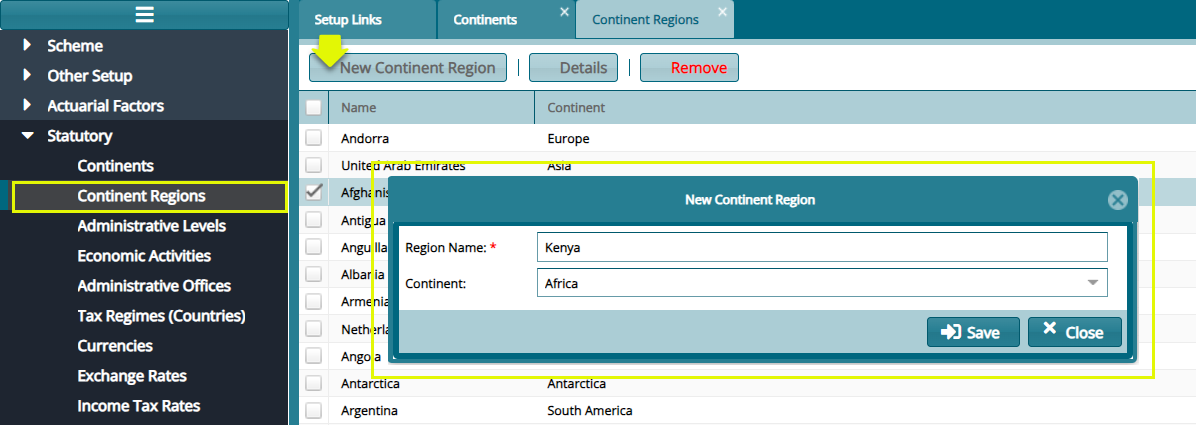 Scheme
Other Setup
Actuarial Factors
Statutory
Continents
Continent Regions
Administrative Levels
Economic Activities
Administrative Offices
Tax Regimes (Countries)
Currencies
Exchange Rates
Income Tax Rates
Setup Links Continents Continent Regions
New Continent Region Details Remove
Name Continent
Andorra Europe
United Arab Emirates Asia
Afghanis
Antigua
Anguilla
Albania
Armenia
Netherl
Angola
Antarctica Antarctica
Argentina South America
New Continent Region
Region Name: * Kenya
Continent: Africa
Save Close